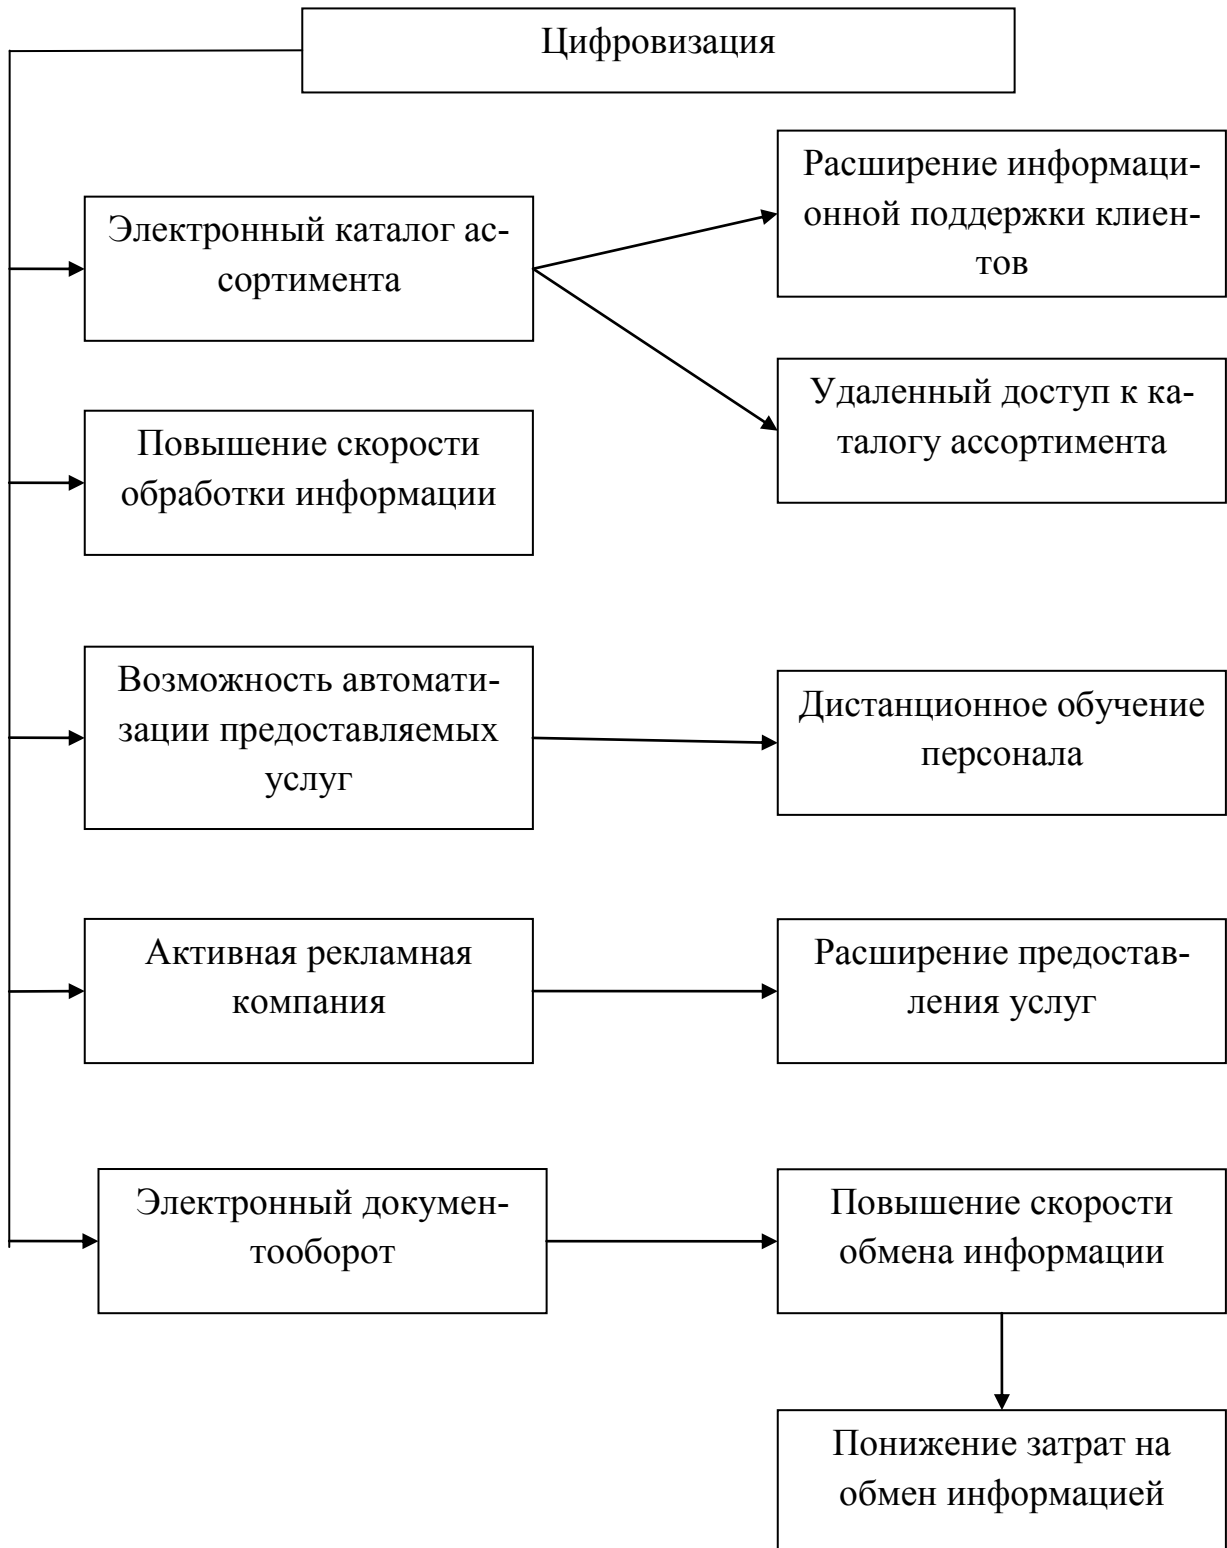 Цифровизация
Электронный каталог ас-
сортимента
Расширение информаци-
онной поддержки клиен-
тов
Удаленный доступ к ка-
талогу ассортимента
Повышение скорости
обработки информации
Возможность автомати-
зации предоставляемых
услуг
Дистанционное обучение
персонала
Активная рекламная
компания
Расширение предостав-
ления услуг
Электронный докумен-
тооборот
Повышение скорости
обмена информации
Понижение затрат на
обмен информацией